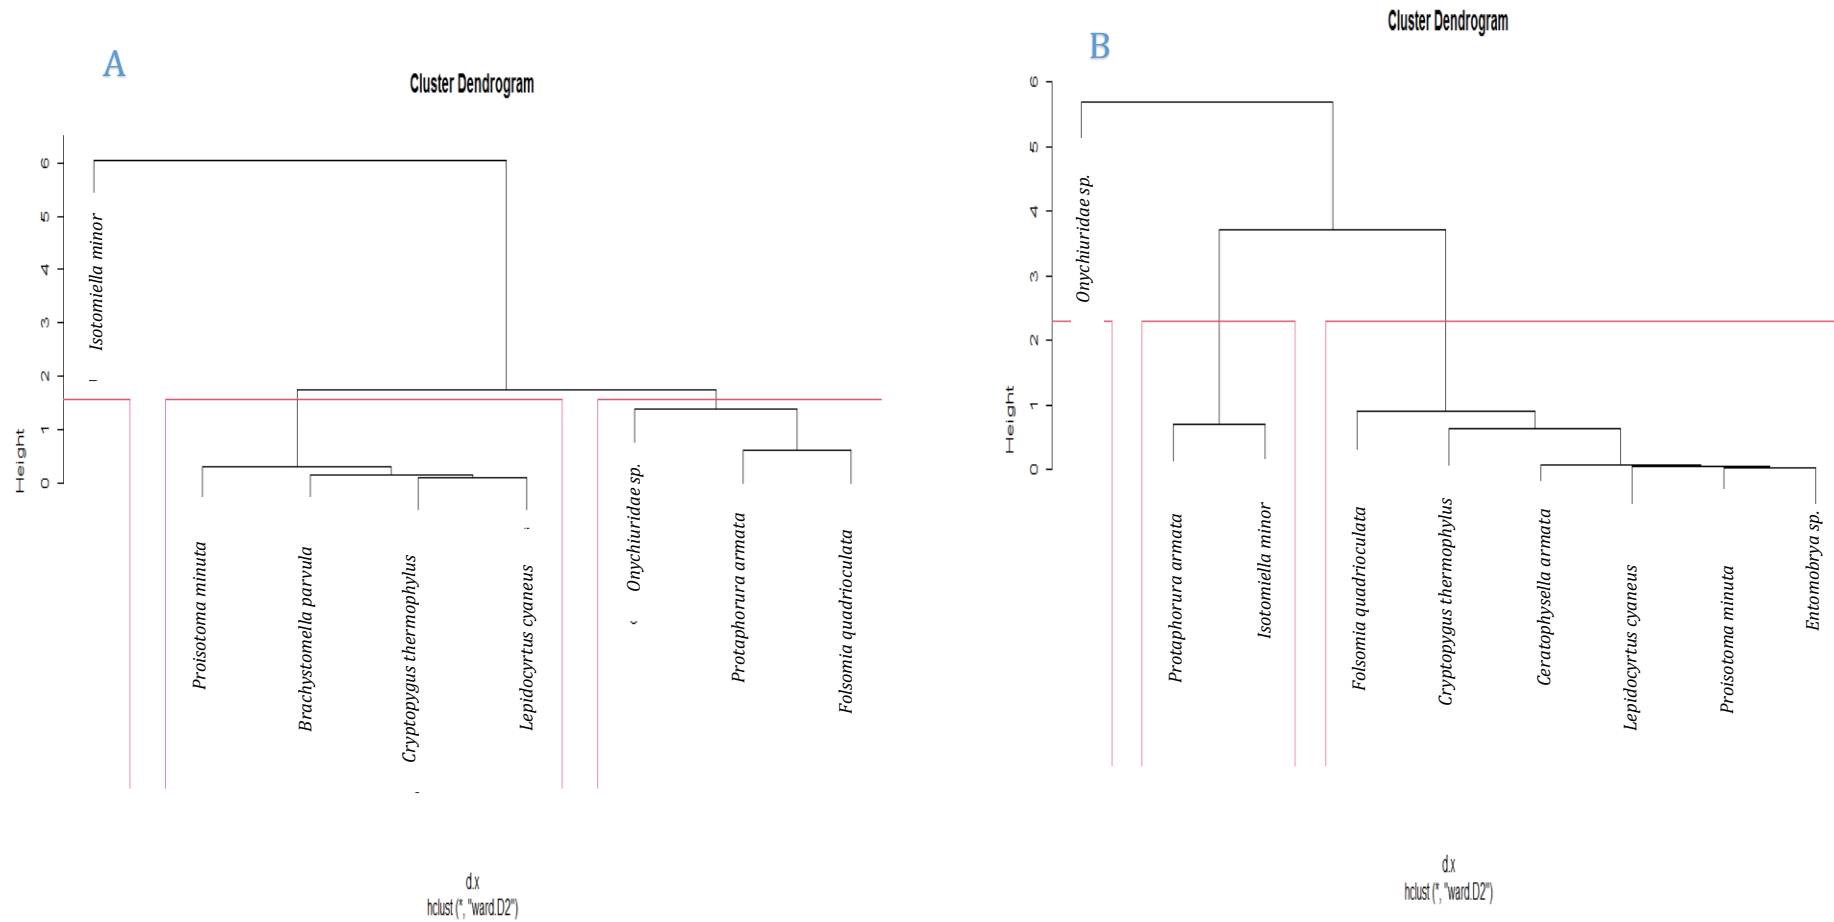 A
Cluster Dendrogram
Height
6
5
4
3
2
1
0
Isotomiella minor
Proisotoma minuta
Brachystomella parvula
Cryptopygus thermophylus
Lepidocyrtus cyaneus
Onychiuridae sp.
Protaphorura armata
Folsomia quadrioculata
d.x
hclust (*, "ward.D2")
B
Cluster Dendrogram
Height
6
5
4
3
2
1
0
Onychiuridae sp.
Protaphorura armata
Isotomiella minor
Folsomia quadrioculata
Cryptopygus thermophylus
Ceratophysella armata
Lepidocyrtus cyaneus
Proisotoma minuta
Entomobrya sp.
d.x
hclust (*, "ward.D2")